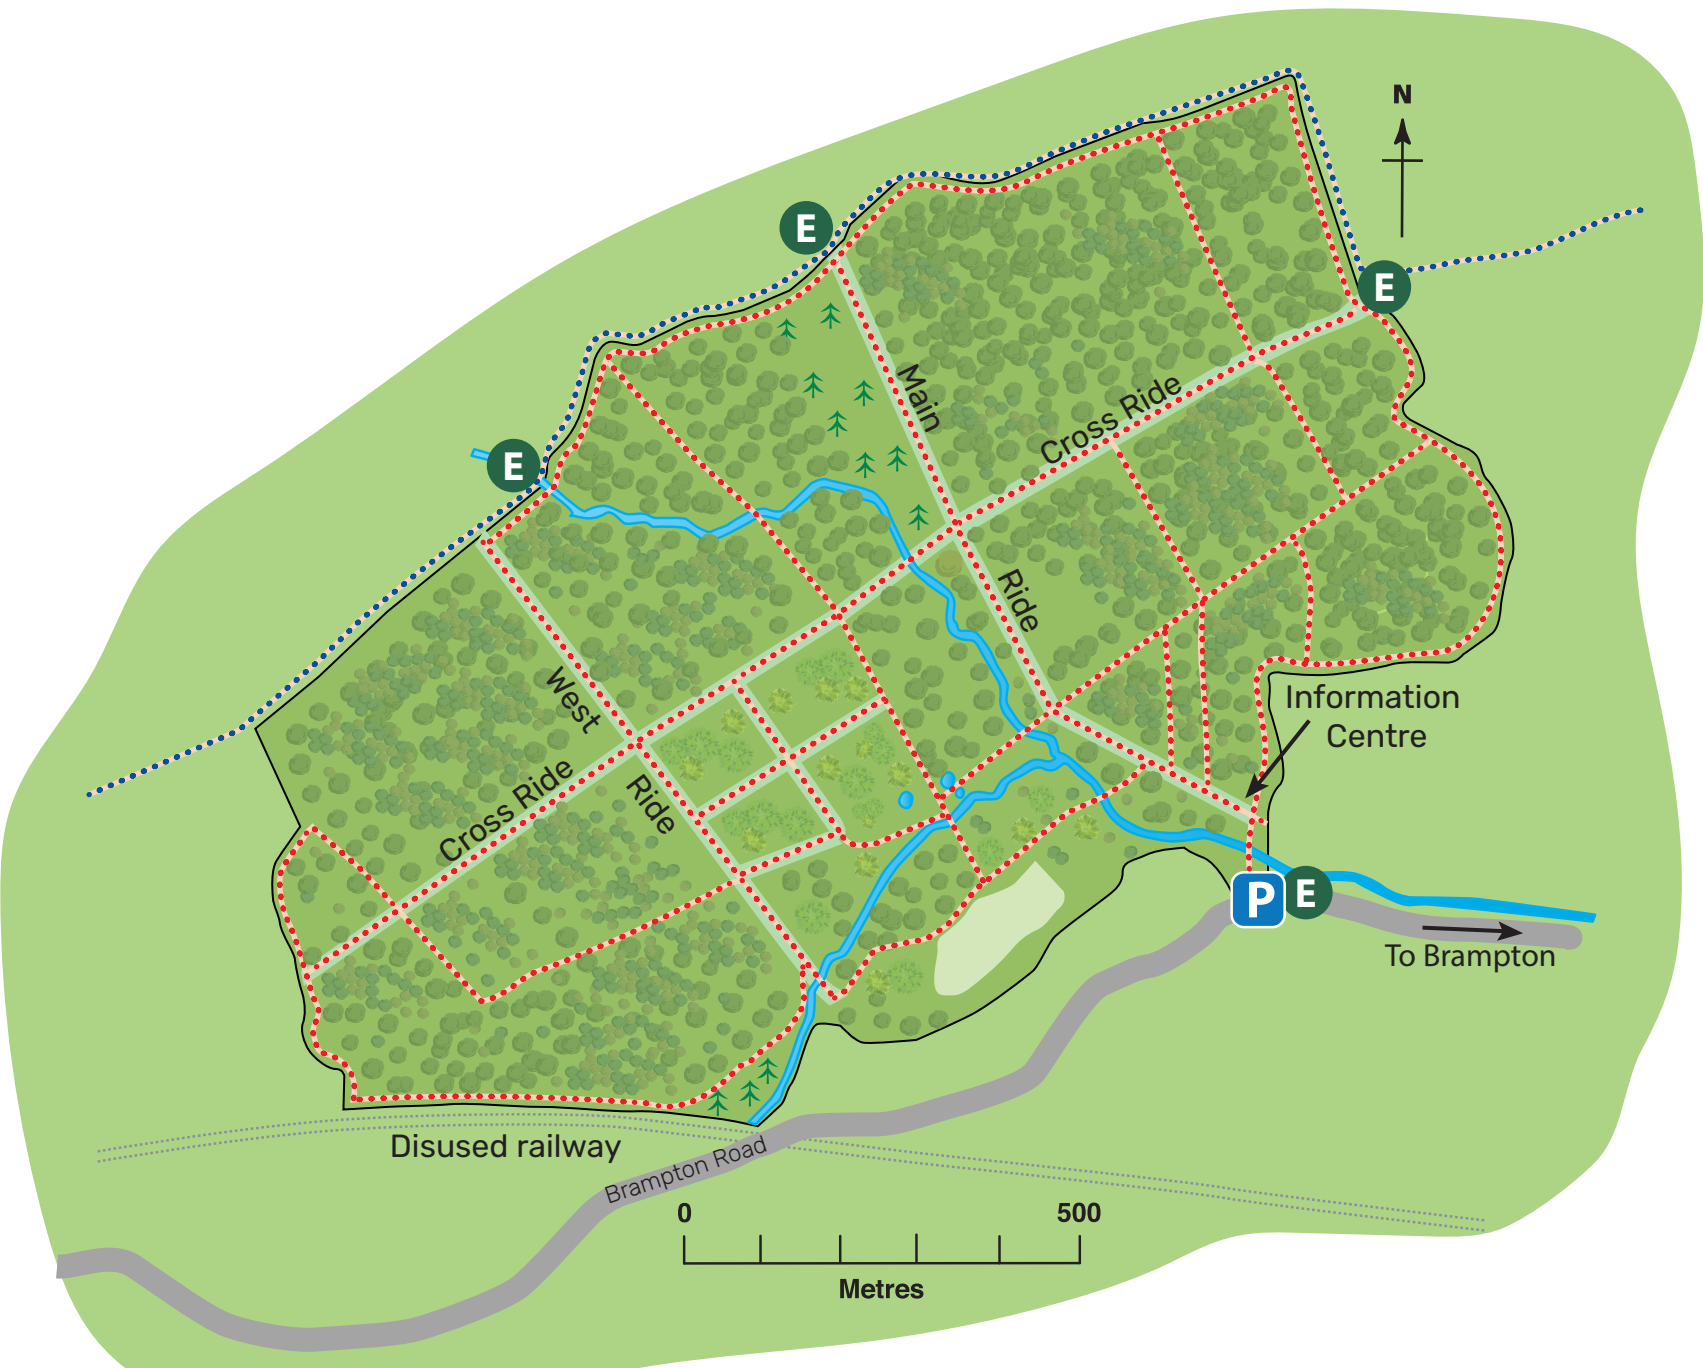 N
E
E
Main
Cross Ride
E
Ride
West
Information
Centre
Ride
Cross Ride
P
E
To Brampton
Disused railway
Brampton Road
0 500
Metres